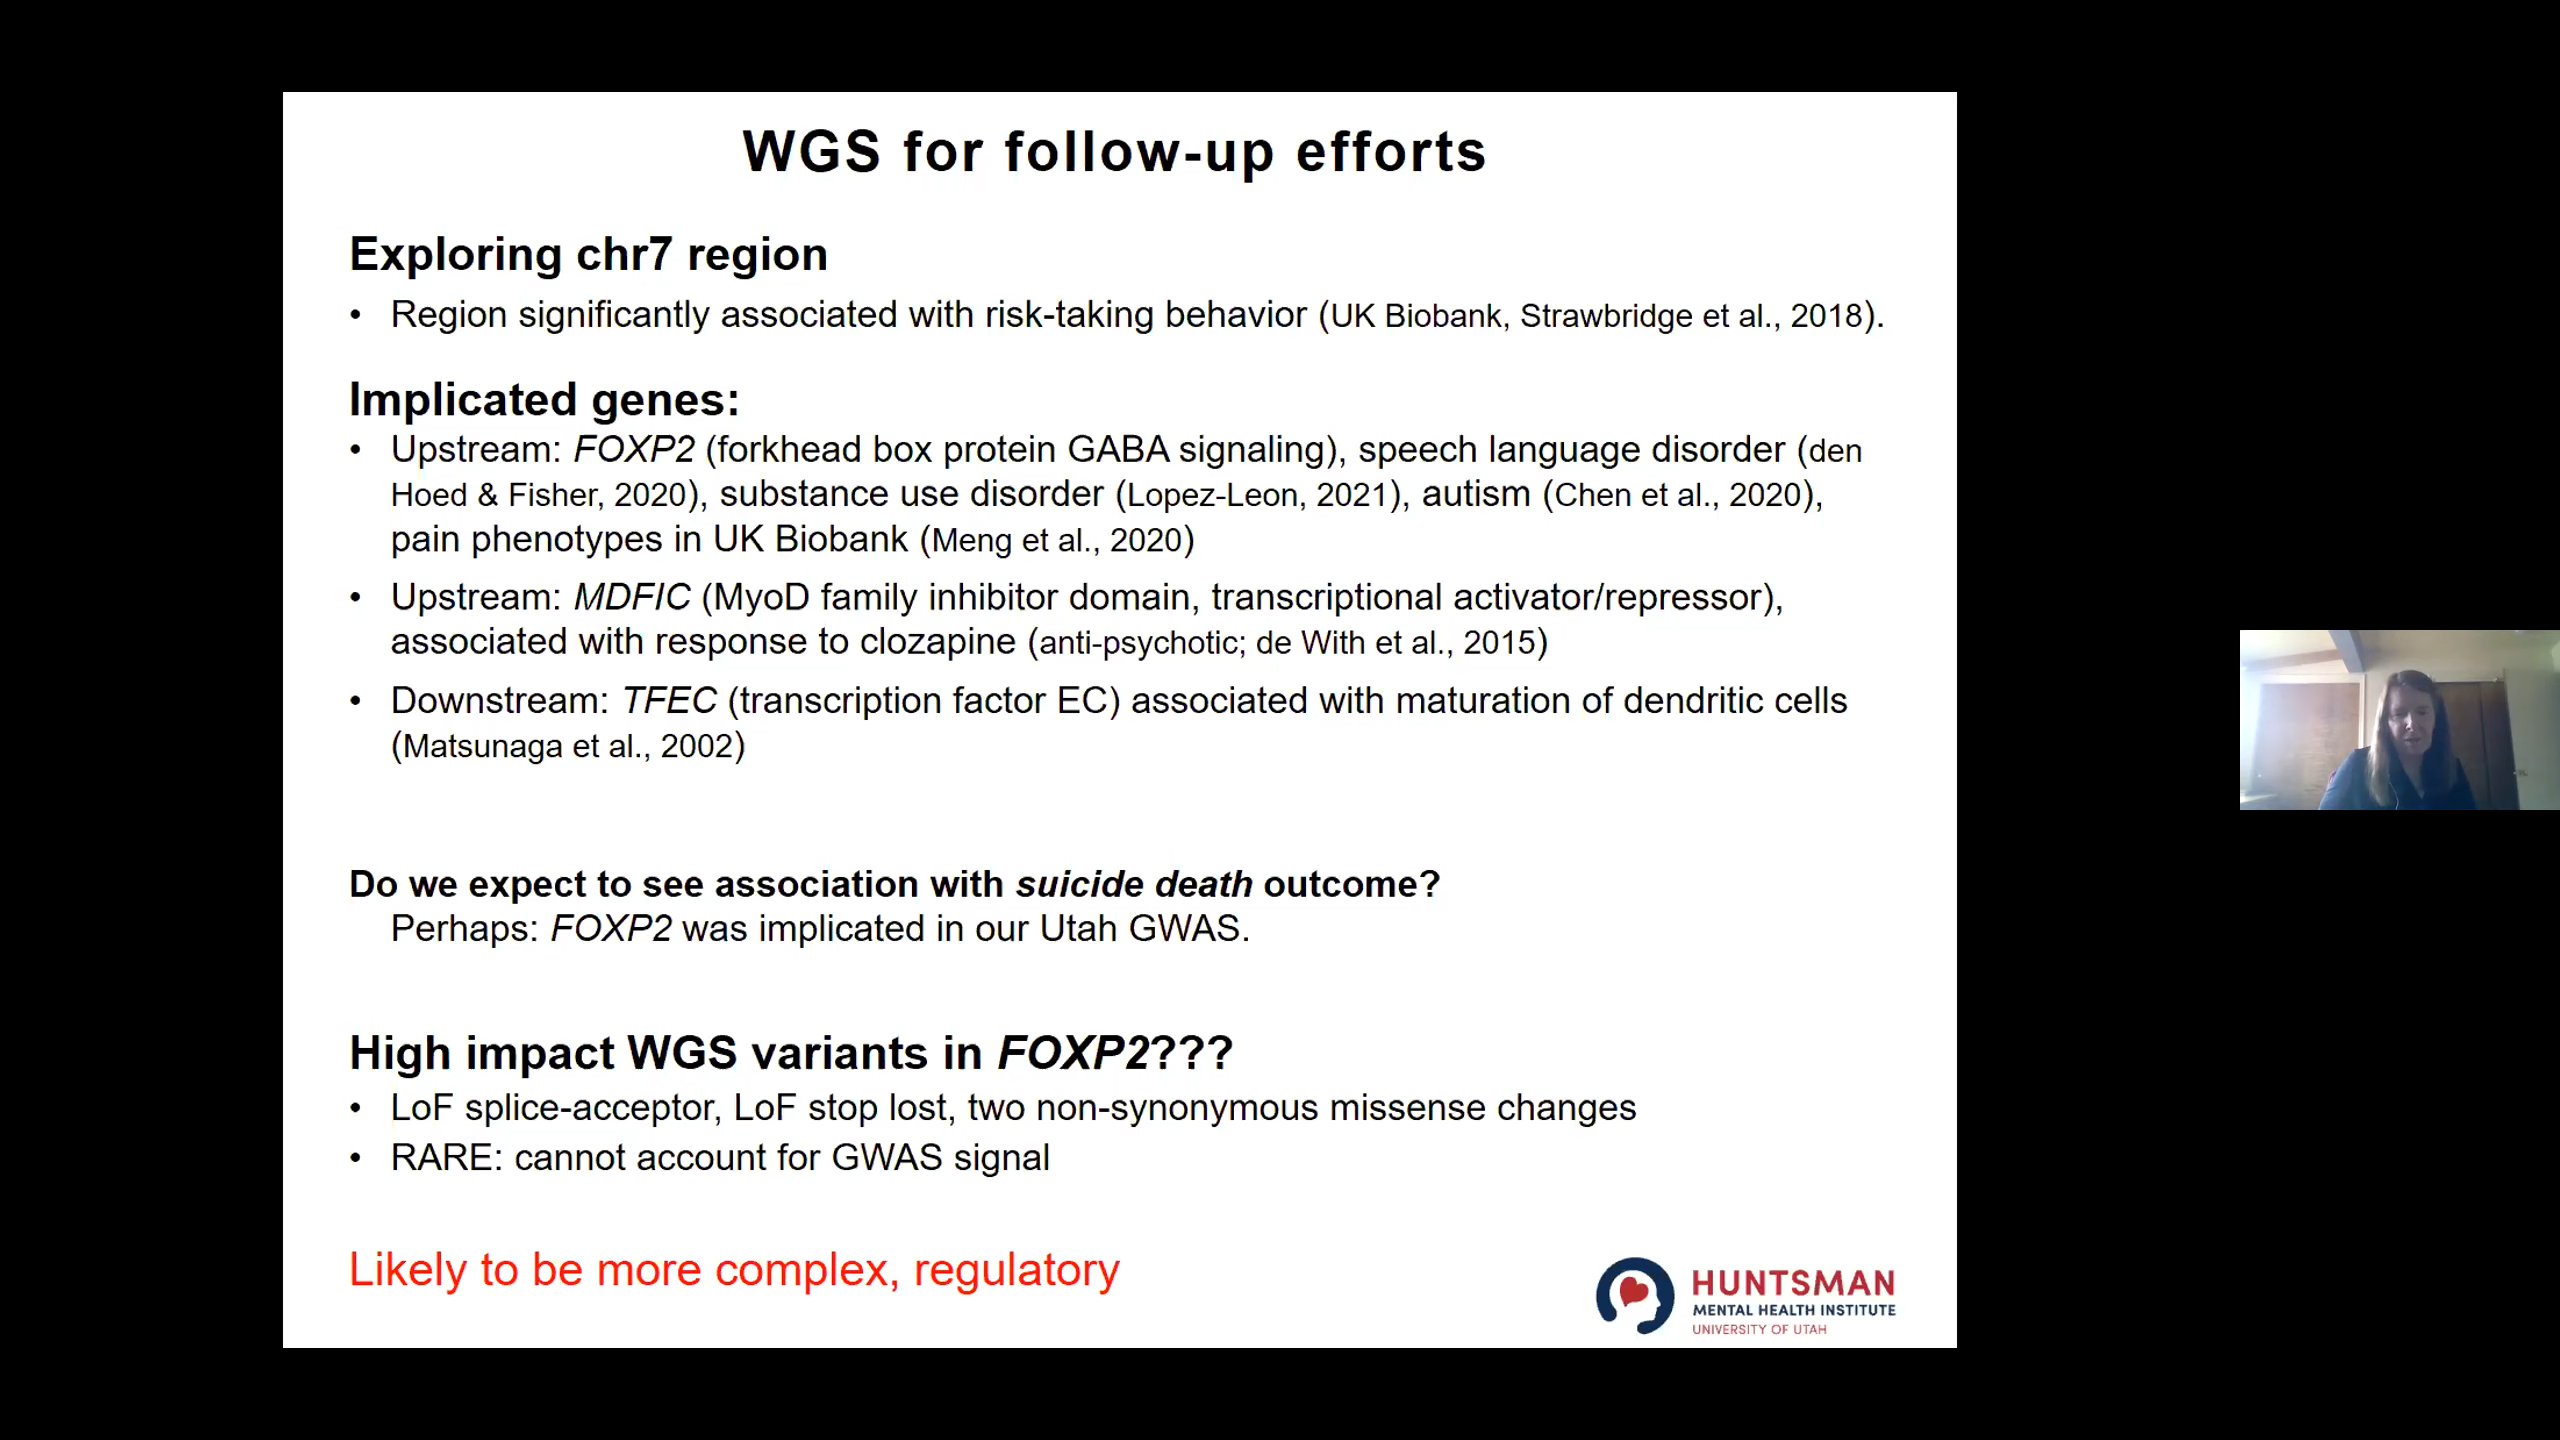 WGS for follow-up efforts
Exploring chr7 region
• Region significantly associated with risk-taking behavior (UK Biobank, Strawbridge et al., 2018).
Implicated genes:
• Upstream: FOXP2 (forkhead box protein GABA signaling), speech language disorder (den
Hoed & Fisher, 2020), substance use disorder (Lopez-Leon, 2021), autism (Chen et al., 2020),
pain phenotypes in UK Biobank (Meng et al., 2020)
• Upstream: MDFIC (MyoD family inhibitor domain, transcriptional activator/repressor),
associated with response to clozapine (anti-psychotic; de With et al., 2015)
• Downstream: TFEC (transcription factor EC) associated with maturation of dendritic cells
(Matsunaga et al., 2002)
Do we expect to see association with suicide death outcome?
Perhaps: FOXP2 was implicated in our Utah GWAS.
High impact WGS variants in FOXP2???
• LoF splice-acceptor, LoF stop lost, two non-synonymous missense changes
• RARE: cannot account for GWAS signal
Likely to be more complex, regulatory
HUNTSMAN
MENTAL HEALTH INSTITUTE
UNIVERSITY OF UTAH